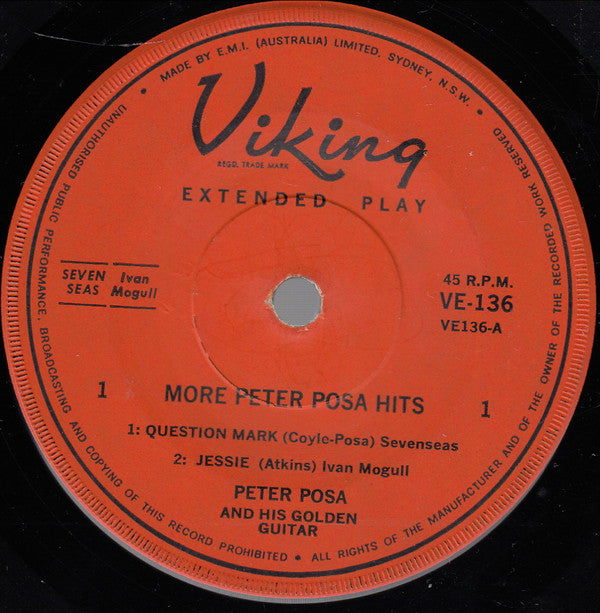 • MADE BY E.M.I. (AUSTRALIA) LIMITED. SYDNEY, N.S.W. •
UNAUTHORISED PUBLIC PERFORMANCE, BROADCASTING AND COPYING OF THIS RECORD PROHIBITED • ALL RIGHTS OF THE MANUFACTURER AND OF THE OWNER OF THE RECORDED WORK RESERVED
Viking
REGD. TRADE MARK
EXTENDED PLAY
SEVEN SEAS
Ivan Mogull
45 R.P.M.
VE-136
VE136-A
1
1
MORE PETER POSA HITS
1: QUESTION MARK (Coyle-Posa) Sevenseas
2: JESSIE (Atkins) Ivan Mogull
PETER POSA
AND HIS GOLDEN
GUITAR